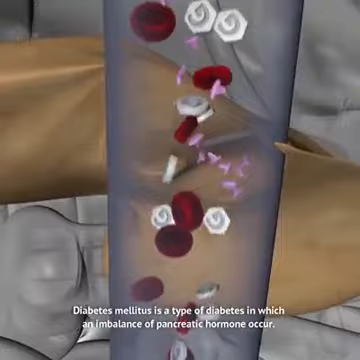 Diabetes mellitus is a type of diabetes in which
an imbalance of pancreatic hormone occur.